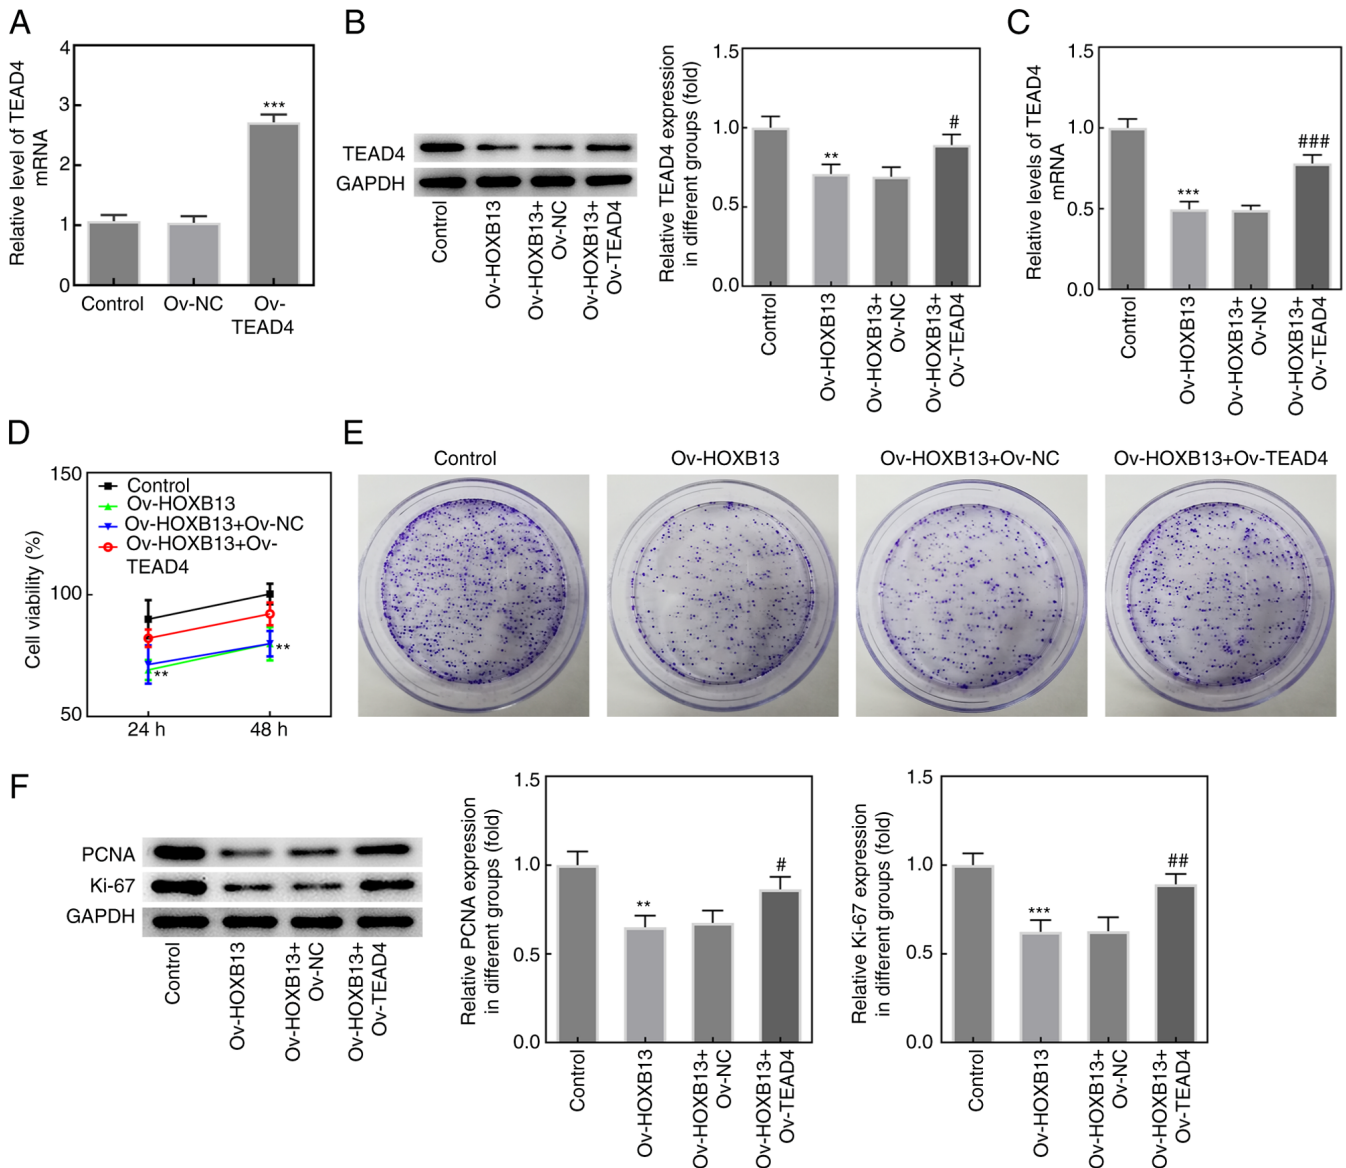 A
Relative level of TEAD4
mRNA
4
3
2
1
0
***
Control
Ov-NC
Ov-
TEAD4
B
TEAD4
GAPDH
Control
Ov-HOXB13
Ov-HOXB13+
Ov-NC
Ov-HOXB13+
Ov-TEAD4
Relative TEAD4 expression
in different groups (fold)
1.5
1.0
0.5
0.0
**
#
Control
Ov-HOXB13
Ov-HOXB13+
Ov-NC
Ov-HOXB13+
Ov-TEAD4
C
Relative levels of TEAD4
mRNA
1.5
1.0
0.5
0.0
***
###
Control
Ov-HOXB13
Ov-HOXB13+
Ov-NC
Ov-HOXB13+
Ov-TEAD4
D
Cell viability (%)
150
100
50
Control
Ov-HOXB13
Ov-HOXB13+Ov-NC
Ov-HOXB13+Ov-
TEAD4
**
**
24 h
48 h
E
Control
Ov-HOXB13
Ov-HOXB13+Ov-NC
Ov-HOXB13+Ov-TEAD4
F
PCNA
Ki-67
GAPDH
Control
Ov-HOXB13
Ov-HOXB13+
Ov-NC
Ov-HOXB13+
Ov-TEAD4
Relative PCNA expression
in different groups (fold)
1.5
1.0
0.5
0.0
**
#
Control
Ov-HOXB13
Ov-HOXB13+
Ov-NC
Ov-HOXB13+
Ov-TEAD4
Relative Ki-67 expression
in different groups (fold)
1.5
1.0
0.5
0.0
***
##
Control
Ov-HOXB13
Ov-HOXB13+
Ov-NC
Ov-HOXB13+
Ov-TEAD4